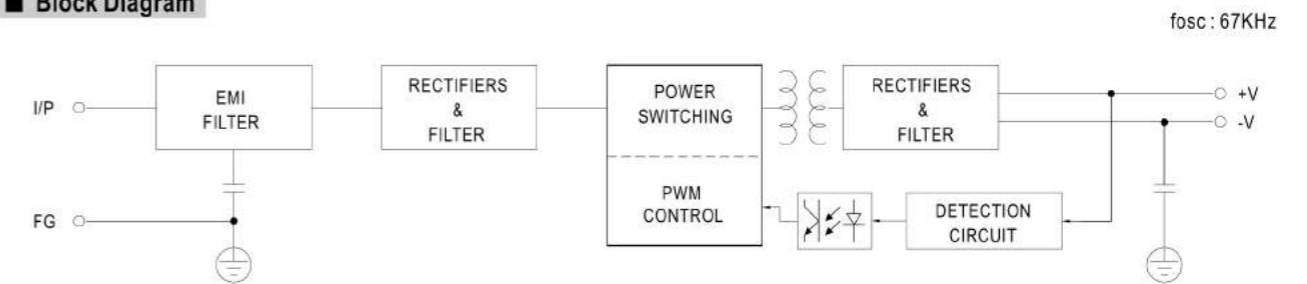 ■ Block Diagram
fosc : 67KHz
I/P
EMI
FILTER
RECTIFIERS
&
FILTER
POWER
SWITCHING
RECTIFIERS
&
FILTER
+V
-V
PWM
CONTROL
DETECTION
CIRCUIT
FG